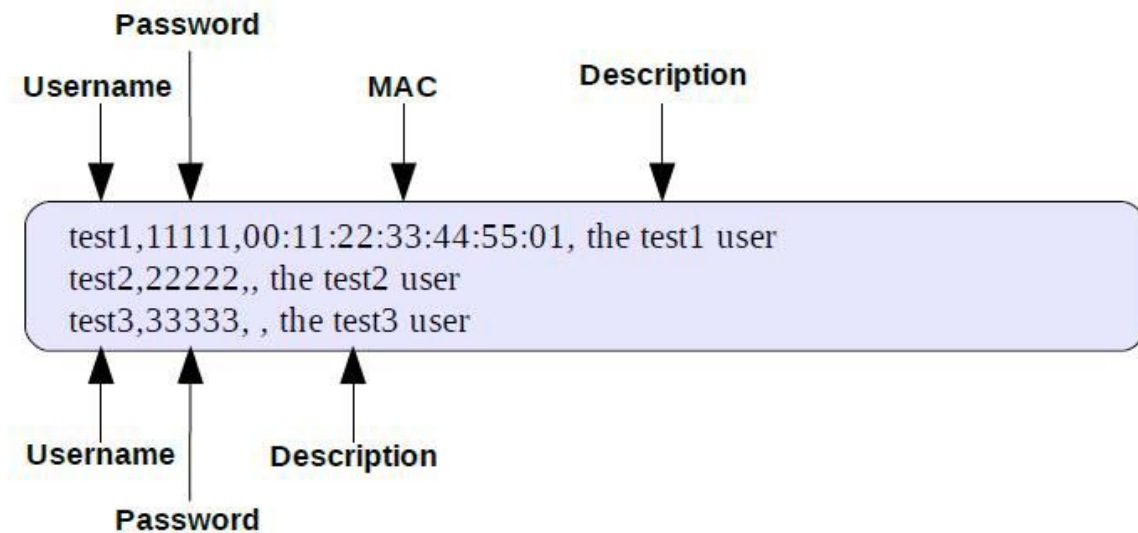 Password
Username MAC Description
test1,11111,00:11:22:33:44:55:01, the test1 user
test2,22222,, the test2 user
test3,33333, , the test3 user
Username Description
Password